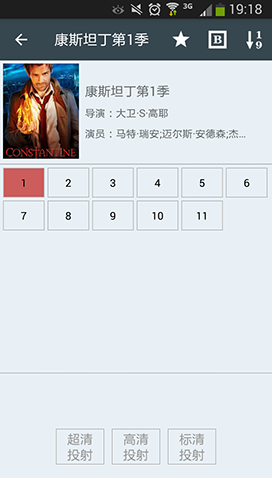 3G 19:18
康斯坦丁第1季
B
1
9
康斯坦丁第1季
导演：大卫·S·高耶
演员：马特·瑞安;迈尔斯·安德森;杰...
CONSTANTINE
1 2 3 4 5 6
7 8 9 10 11
超清 高清 标清
投射 投射 投射